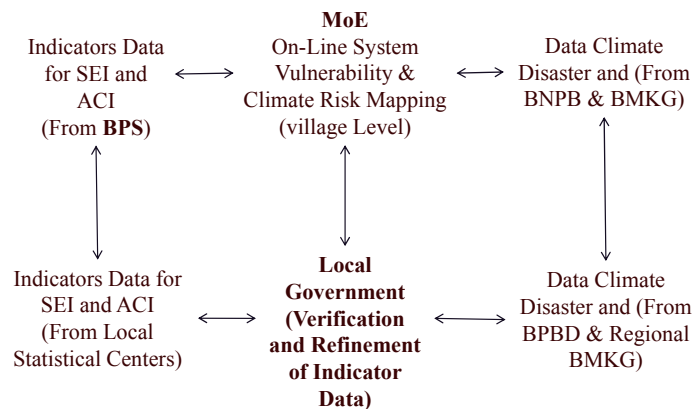 Indicators Data
for SEI and
ACI
(From BPS)
MoE
On-Line System
Vulnerability &
Climate Risk Mapping
(village Level)
Data Climate
Disaster and (From
BNPB & BMKG)
Indicators Data for
SEI and ACI
(From Local
Statistical Centers)
Local
Government
(Verification
and Refinement
of Indicator
Data)
Data Climate
Disaster and (From
BPBD & Regional
BMKG)